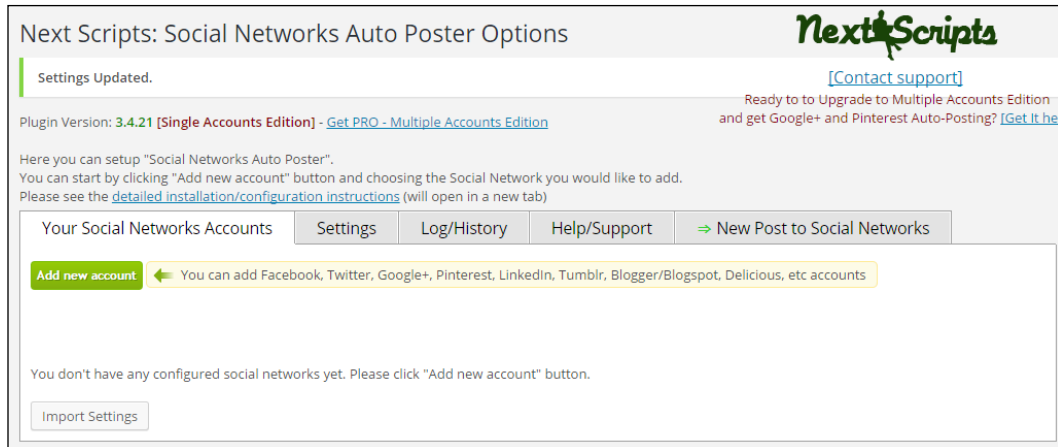 Next Scripts: Social Networks Auto Poster Options
NextScripts
Settings Updated.
[Contact support]
Ready to to Upgrade to Multiple Accounts Edition
and get Google+ and Pinterest Auto-Posting? [Get It he
Plugin Version: 3.4.21 [Single Accounts Edition] - Get PRO - Multiple Accounts Edition
Here you can setup "Social Networks Auto Poster".
You can start by clicking "Add new account" button and choosing the Social Network you would like to add.
Please see the detailed installation/configuration instructions (will open in a new tab)
Your Social Networks Accounts Settings Log/History Help/Support ⇒ New Post to Social Networks
Add new account You can add Facebook, Twitter, Google+, Pinterest, LinkedIn, Tumblr, Blogger/Blogspot, Delicious, etc accounts
You don't have any configured social networks yet. Please click "Add new account" button.
Import Settings